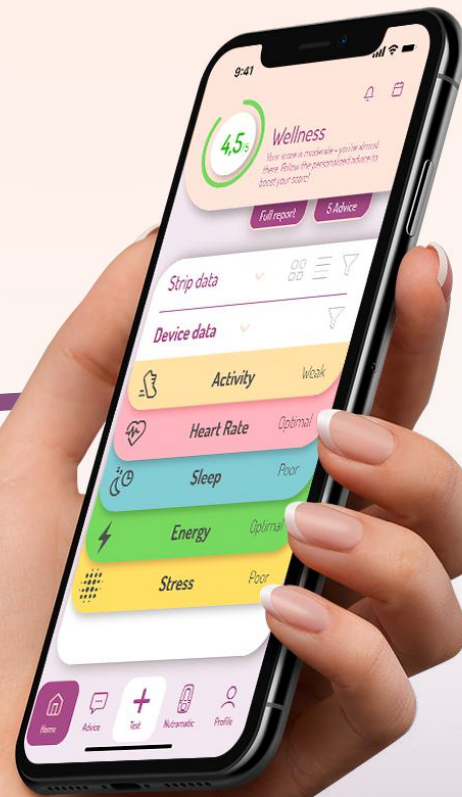 9:41
4,5/5
Wellness
Your score is moderate – you're almost
there. Follow the personalized advice to
boost your score!
Full report
5 Advice
Strip data
Device data
Activity Weak
Heart Rate Optimal
Sleep Poor
Energy Optimal
Stress Poor
Home
Advice
Test
Nutromatic
Profile